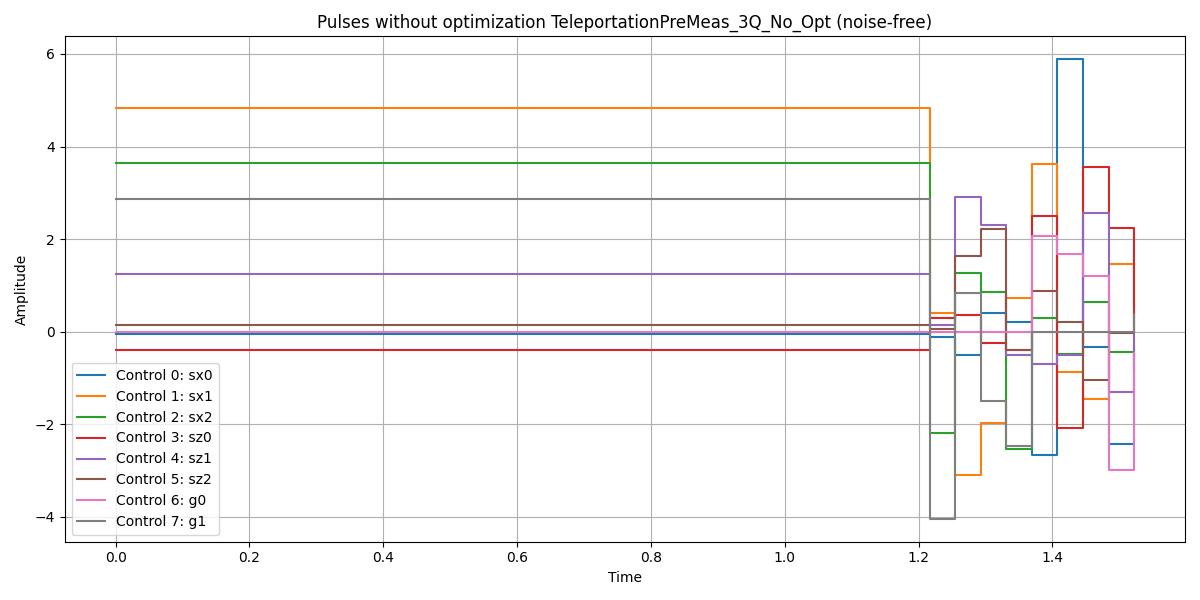 Pulses without optimization TeleportationPreMeas_3Q_No_Opt (noise-free)
6
4
2
0
−2
−4
Amplitude
Control 0: sx0
Control 1: sx1
Control 2: sx2
Control 3: sz0
Control 4: sz1
Control 5: sz2
Control 6: g0
Control 7: g1
0.0 0.2 0.4 0.6 0.8 1.0 1.2 1.4
Time